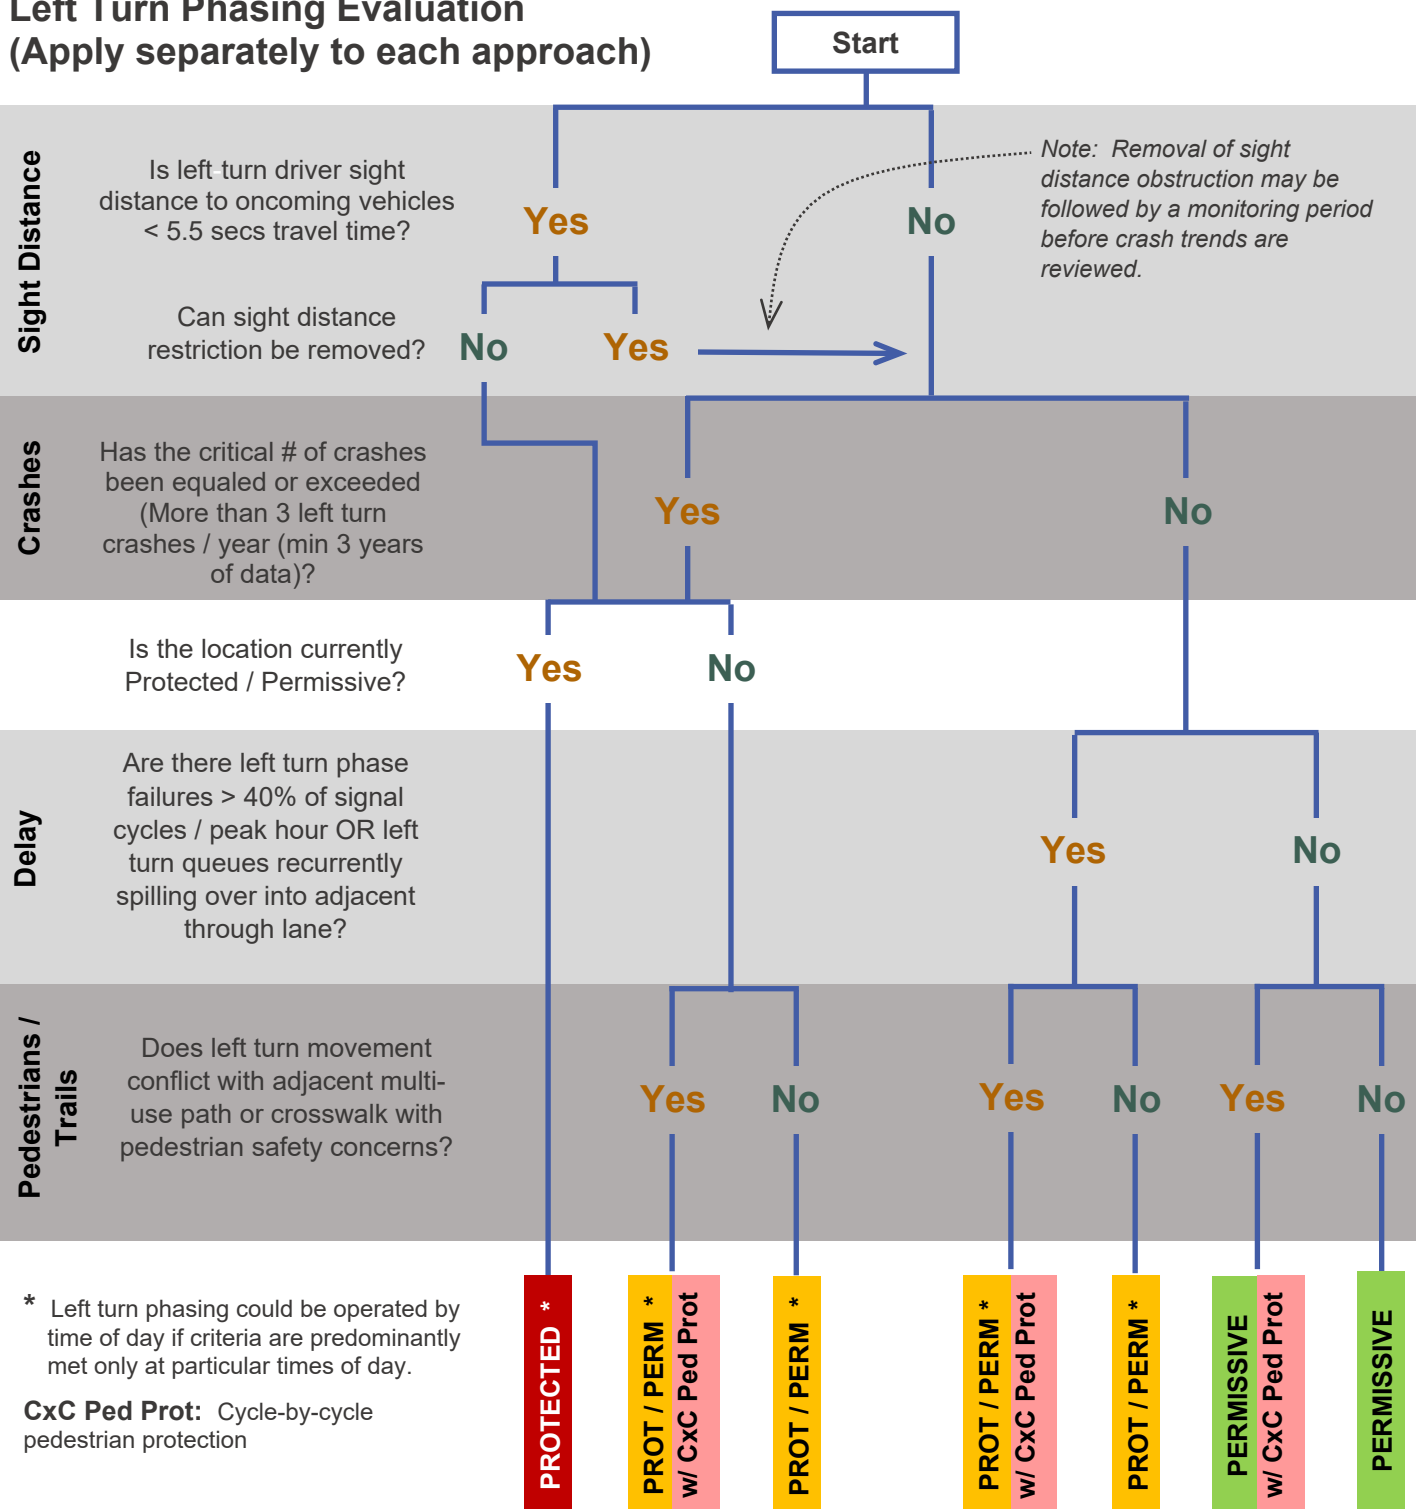 Left Turn Phasing Evaluation
(Apply separately to each approach)
Start
Sight Distance
Is left-turn driver sight
distance to oncoming vehicles
< 5.5 secs travel time?
Yes
No
Note: Removal of sight
distance obstruction may be
followed by a monitoring period
before crash trends are
reviewed.
Can sight distance
restriction be removed?
No
Yes
Crashes
Has the critical # of crashes
been equaled or exceeded
(More than 3 left turn
crashes / year (min 3 years
of data)?
Yes
No
Is the location currently
Protected / Permissive?
Yes
No
Delay
Are there left turn phase
failures > 40% of signal
cycles / peak hour OR left
turn queues recurrently
spilling over into adjacent
through lane?
Yes
No
Pedestrians /
Trails
Does left turn movement
conflict with adjacent multi-
use path or crosswalk with
pedestrian safety concerns?
Yes
No
Yes
No
Yes
No
* Left turn phasing could be operated by
time of day if criteria are predominantly
met only at particular times of day.
CxC Ped Prot: Cycle-by-cycle
pedestrian protection
PROTECTED *
PROT / PERM *
w/ CxC Ped Prot
PROT / PERM *
PROT / PERM *
w/ CxC Ped Prot
PROT / PERM *
PERMISSIVE
w/ CxC Ped Prot
PERMISSIVE